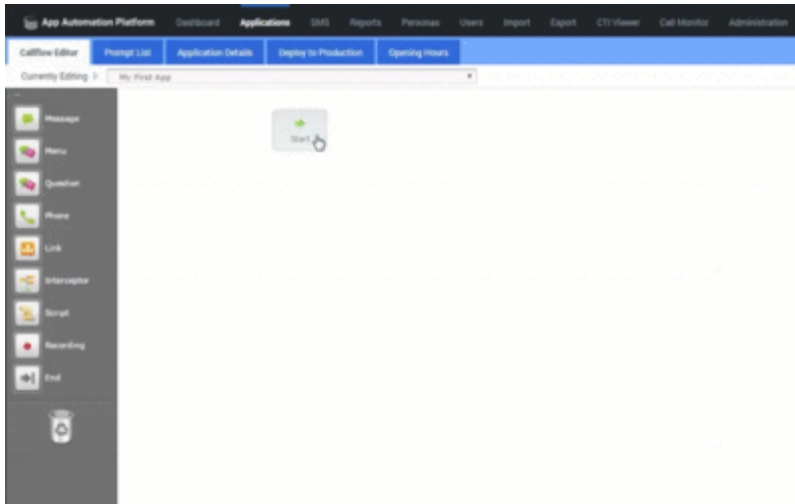 App Automation Platform Dashboard Applications SMS Reports Personas Users Import Export CTI Viewer Call Monitor Administration
Callflow Editor Prompt List Application Details Deploy to Production Opening Hours
Currently Editing My First App
Message
Start
Menu
Question
Phone
Link
Interceptor
Script
Recording
End